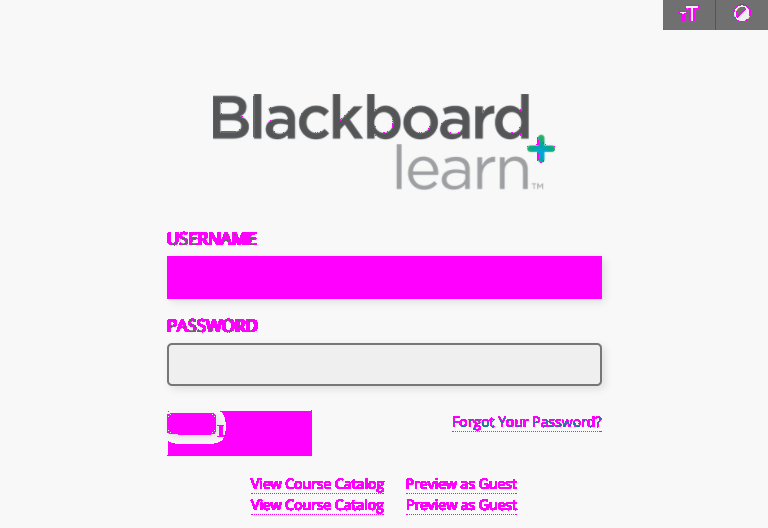 TT
Blackboard
learn™
USERNAME
PASSWORD
Forgot Your Password?
View Course Catalog Preview as Guest
View Course Catalog Preview as Guest